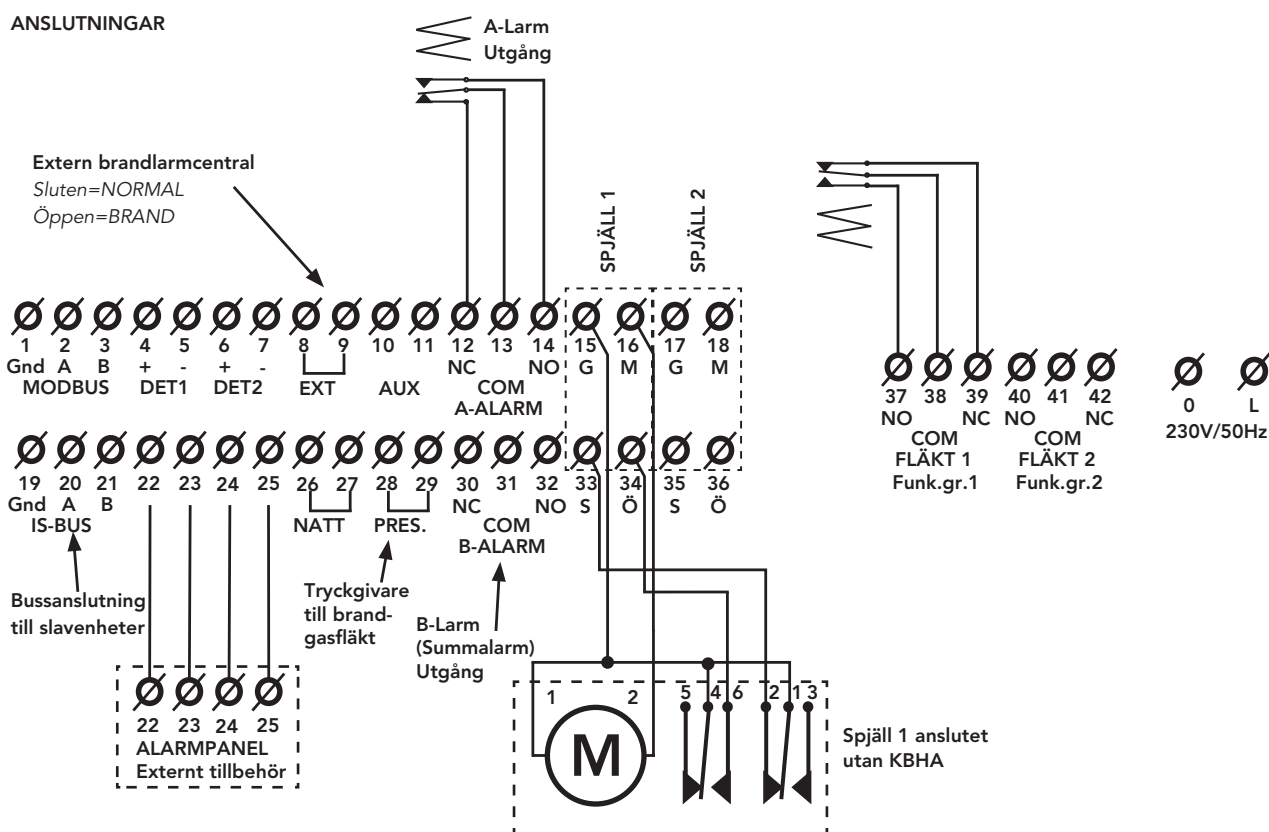 ANSLUTNINGAR
A-Larm
Utgång
Extern brandlarmcentral
Sluten=NORMAL
Öppen=BRAND
SPJÄLL 1
SPJÄLL 2
1 2 3 4 5 6 7 8 9 10 11 12 13 14 15 16 17 18
Gnd A B + - + - NC NO G M G M
MODBUS DET1 DET2 EXT AUX COM
A-ALARM
37 38 39 40 41 42
NO NC NO NC
COM COM
FLÄKT 1 FLÄKT 2
Funk.gr.1 Funk.gr.2
0 L
230V/50Hz
19 20 21 22 23 24 25 26 27 28 29 30 31 32 33 34 35 36
Gnd A B NC NO S Ö S Ö
IS-BUS NATT PRES. COM
B-ALARM
Bussanslutning
till slavenheter
Tryckgivare
till brand-
gasfläkt
B-Larm
(Summalarm)
Utgång
22 23 24 25
ALARMPANEL
Externt tillbehör
1 2 5 4 6 2 1 3
M
Spjäll 1 anslutet
utan KBHA